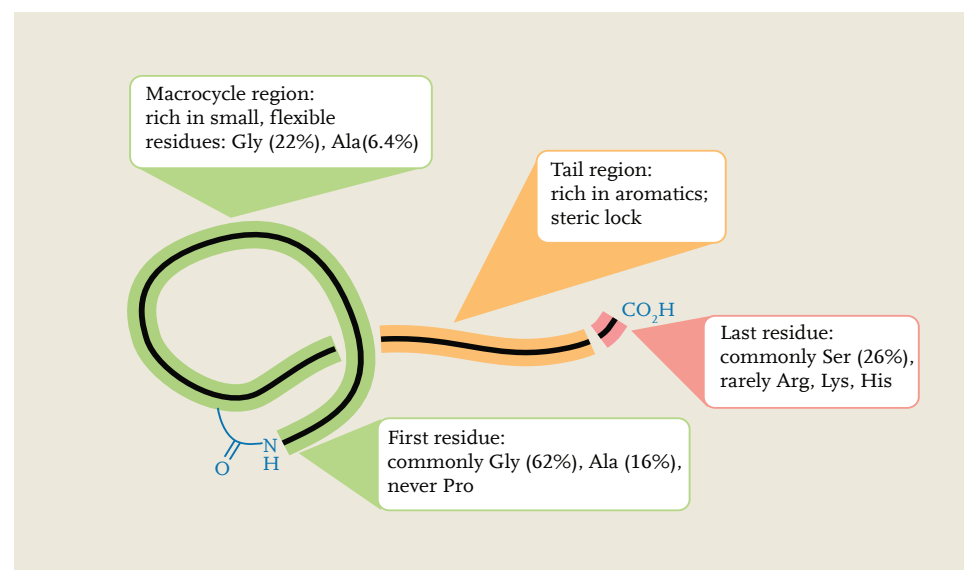 Macrocycle region:
rich in small, flexible
residues: Gly (22%), Ala(6.4%)
Tail region:
rich in aromatics;
steric lock
CO₂H
Last residue:
commonly Ser (26%),
rarely Arg, Lys, His
First residue:
commonly Gly (62%), Ala (16%),
never Pro
O
N
H